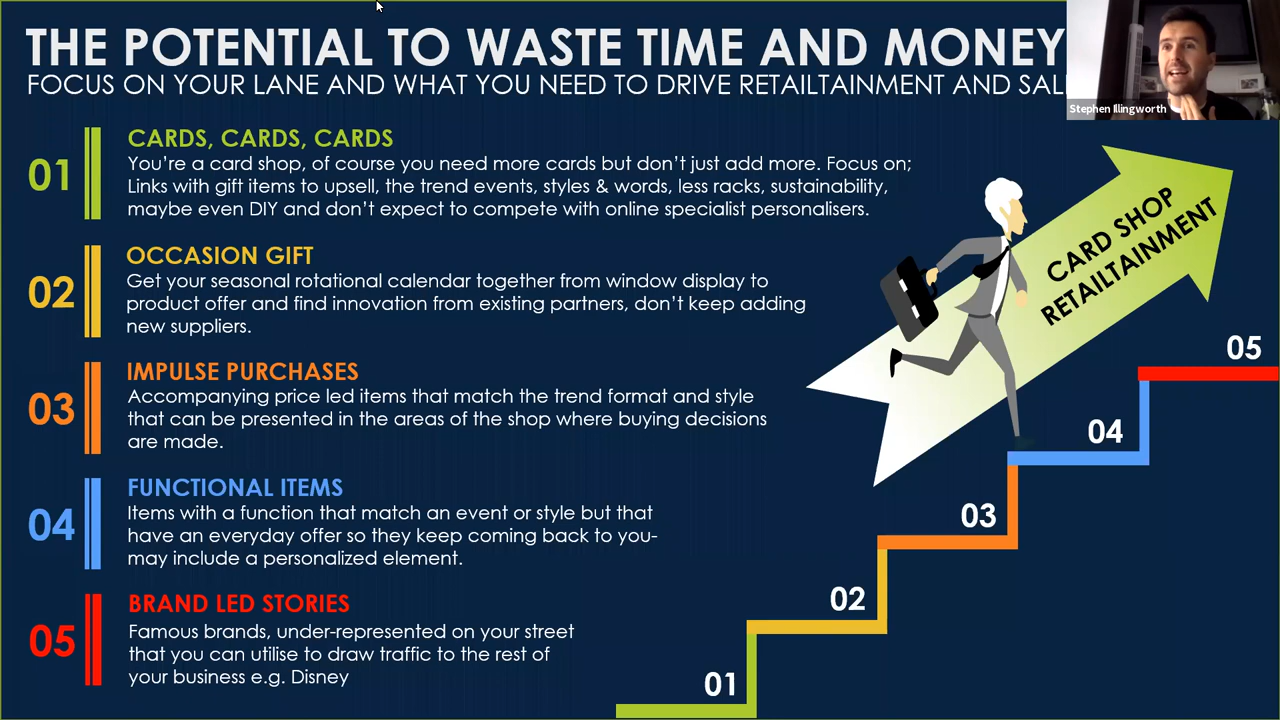 THE POTENTIAL TO WASTE TIME AND MONEY
FOCUS ON YOUR LANE AND WHAT YOU NEED TO DRIVE RETAILTAINMENT AND SAL
Stephen Illingworth
01
CARDS, CARDS, CARDS
You're a card shop, of course you need more cards but don't just add more. Focus on;
Links with gift items to upsell, the trend events, styles & words, less racks, sustainability,
maybe even DIY and don't expect to compete with online specialist personalisers.
02
OCCASION GIFT
Get your seasonal rotational calendar together from window display to
product offer and find innovation from existing partners, don't keep adding
new suppliers.
03
IMPULSE PURCHASES
Accompanying price led items that match the trend format and style
that can be presented in the areas of the shop where buying decisions
are made.
04
FUNCTIONAL ITEMS
Items with a function that match an event or style but that
have an everyday offer so they keep coming back to you-
may include a personalized element.
05
BRAND LED STORIES
Famous brands, under-represented on your street
that you can utilise to draw traffic to the rest of
your business e.g. Disney
CARD SHOP
RETAILTAINMENT
05
04
03
02
01